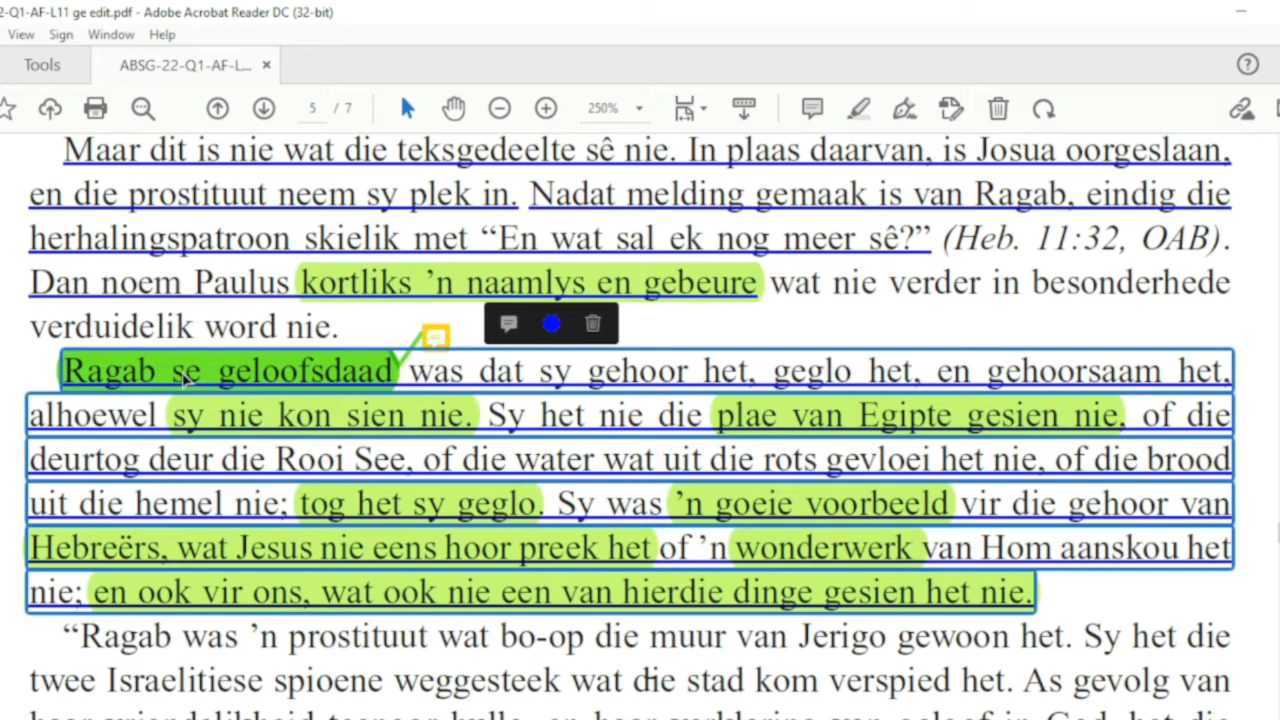 2-Q1-AF-L11 ge edit.pdf - Adobe Acrobat Reader DC (32-bit)
View Sign Window Help
Tools ABSG-22-Q1-AF-L... ×
5 / 7 250%
Maar dit is nie wat die teksgedeelte sê nie. In plaas daarvan, is Josua oorgeslaan,
en die prostituut neem sy plek in. Nadat melding gemaak is van Ragab, eindig die
herhalingspatroon skielik met “En wat sal ek nog meer sê?” (Heb. 11:32, OAB).
Dan noem Paulus kortliks ’n naamlys en gebeure wat nie verder in besonderhede
verduidelik word nie.
Ragab se geloofsdaad was dat sy gehoor het, geglo het, en gehoorsaam het,
alhoewel sy nie kon sien nie. Sy het nie die plae van Egipte gesien nie, of die
deurtog deur die Rooi See, of die water wat uit die rots gevloei het nie, of die brood
uit die hemel nie; tog het sy geglo. Sy was ’n goeie voorbeeld vir die gehoor van
Hebreërs, wat Jesus nie eens hoor preek het of ’n wonderwerk van Hom aanskou het
nie; en ook vir ons, wat ook nie een van hierdie dinge gesien het nie.
“Ragab was ’n prostituut wat bo-op die muur van Jerigo gewoon het. Sy het die
twee Israelitiese spioene weggesteek wat die stad kom verspied het. As gevolg van